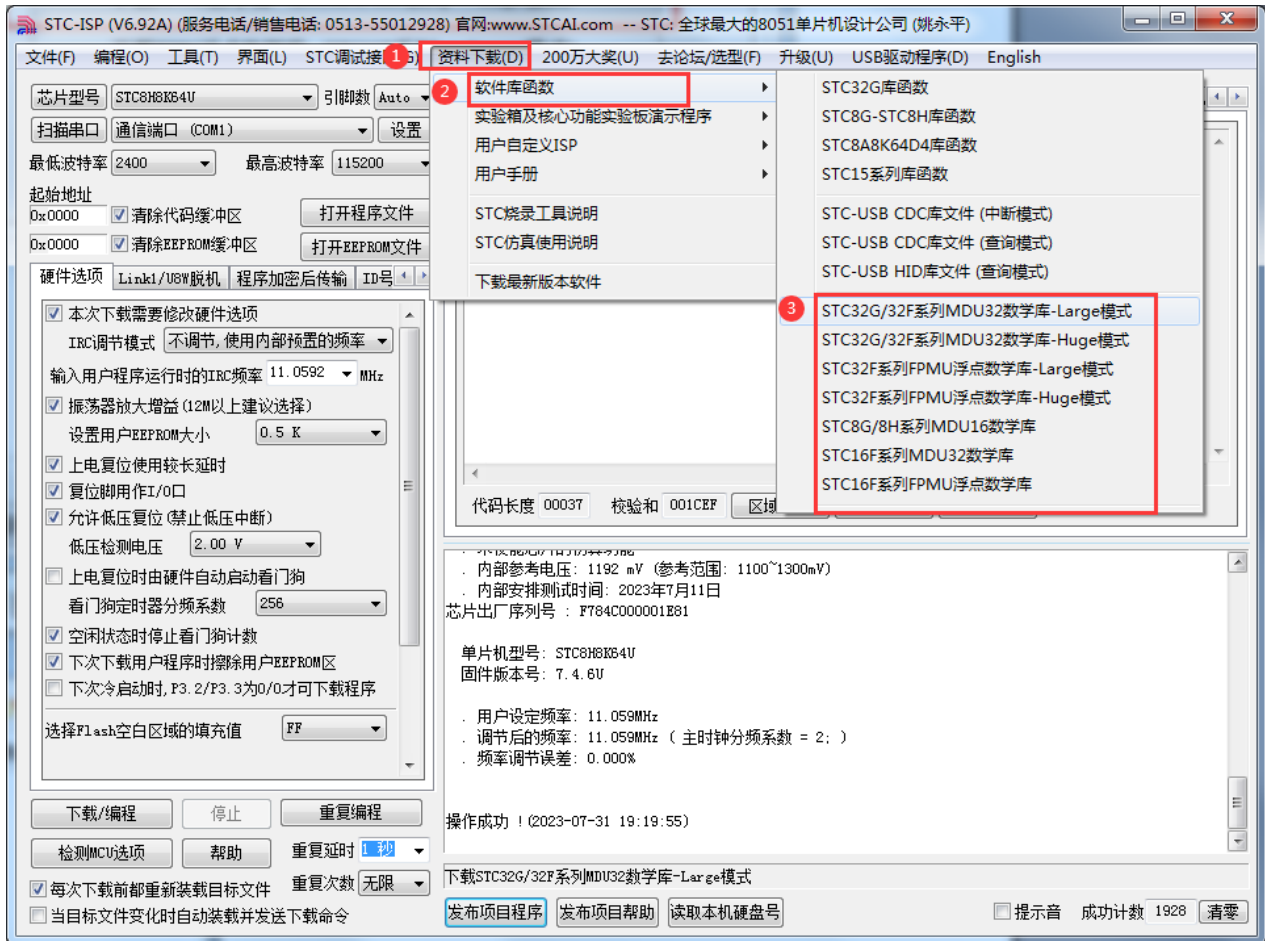 STC-ISP (V6.92A) (服务电话/销售电话: 0513-55012928) 官网:www.STCAI.com -- STC: 全球最大的8051单片机设计公司 (姚永平)
文件(F) 编程(O) 工具(T) 界面(L) STC调试接 1 G) 资料下载(D) 200万大奖(U) 去论坛/选型(F) 升级(U) USB驱动程序(D) English
芯片型号 STC8H8K64U 引脚数 Auto
扫描串口 通信端口 (COM1) 设置
最低波特率 2400 最高波特率 115200
起始地址
0x0000 清除代码缓冲区 打开程序文件
0x0000 清除EEPROM缓冲区 打开EEPROM文件
硬件选项 Link1/U8W脱机 程序加密后传输 ID号
本次下载需要修改硬件选项
IRC调节模式 不调节,使用内部预置的频率
输入用户程序运行时的IRC频率 11.0592 MHz
振荡器放大增益(12M以上建议选择)
设置用户EEPROM大小 0.5 K
上电复位使用较长延时
复位脚用作I/O口
允许低压复位(禁止低压中断)
低压检测电压 2.00 V
上电复位时由硬件自动启动看门狗
看门狗定时器分频系数 256
空闲状态时停止看门狗计数
下次下载用户程序时擦除用户EEPROM区
下次冷启动时,P3.2/P3.3为0/0才可下载程序
选择Flash空白区域的填充值 FF
下载/编程 停止 重复编程
检测MCU选项 帮助 重复延时 1 秒
每次下载前都重新装载目标文件 重复次数 无限
当目标文件变化时自动装载并发送下载命令
2 软件库函数
实验箱及核心功能实验板演示程序
用户自定义ISP
用户手册
STC烧录工具说明
STC仿真使用说明
下载最新版本软件
STC32G库函数
STC8G-STC8H库函数
STC8A8K64D4库函数
STC15系列库函数
STC-USB CDC库文件 (中断模式)
STC-USB CDC库文件 (查询模式)
STC-USB HID库文件 (查询模式)
3 STC32G/32F系列MDU32数学库-Large模式
STC32G/32F系列MDU32数学库-Huge模式
STC32F系列FPMU浮点数学库-Large模式
STC32F系列FPMU浮点数学库-Huge模式
STC8G/8H系列MDU16数学库
STC16F系列MDU32数学库
STC16F系列FPMU浮点数学库
代码长度 00037 校验和 001CEF 区域
. 内部参考电压: 1192 mV (参考范围: 1100~1300mV)
. 内部安排测试时间: 2023年7月11日
芯片出厂序列号 : F784C000001E81
单片机型号: STC8H8K64U
固件版本号: 7.4.6U
. 用户设定频率: 11.059MHz
. 调节后的频率: 11.059MHz ( 主时钟分频系数 = 2; )
. 频率调节误差: 0.000%
操作成功 !(2023-07-31 19:19:55)
下载STC32G/32F系列MDU32数学库-Large模式
发布项目程序 发布项目帮助 读取本机硬盘号 提示音 成功计数 1928 清零